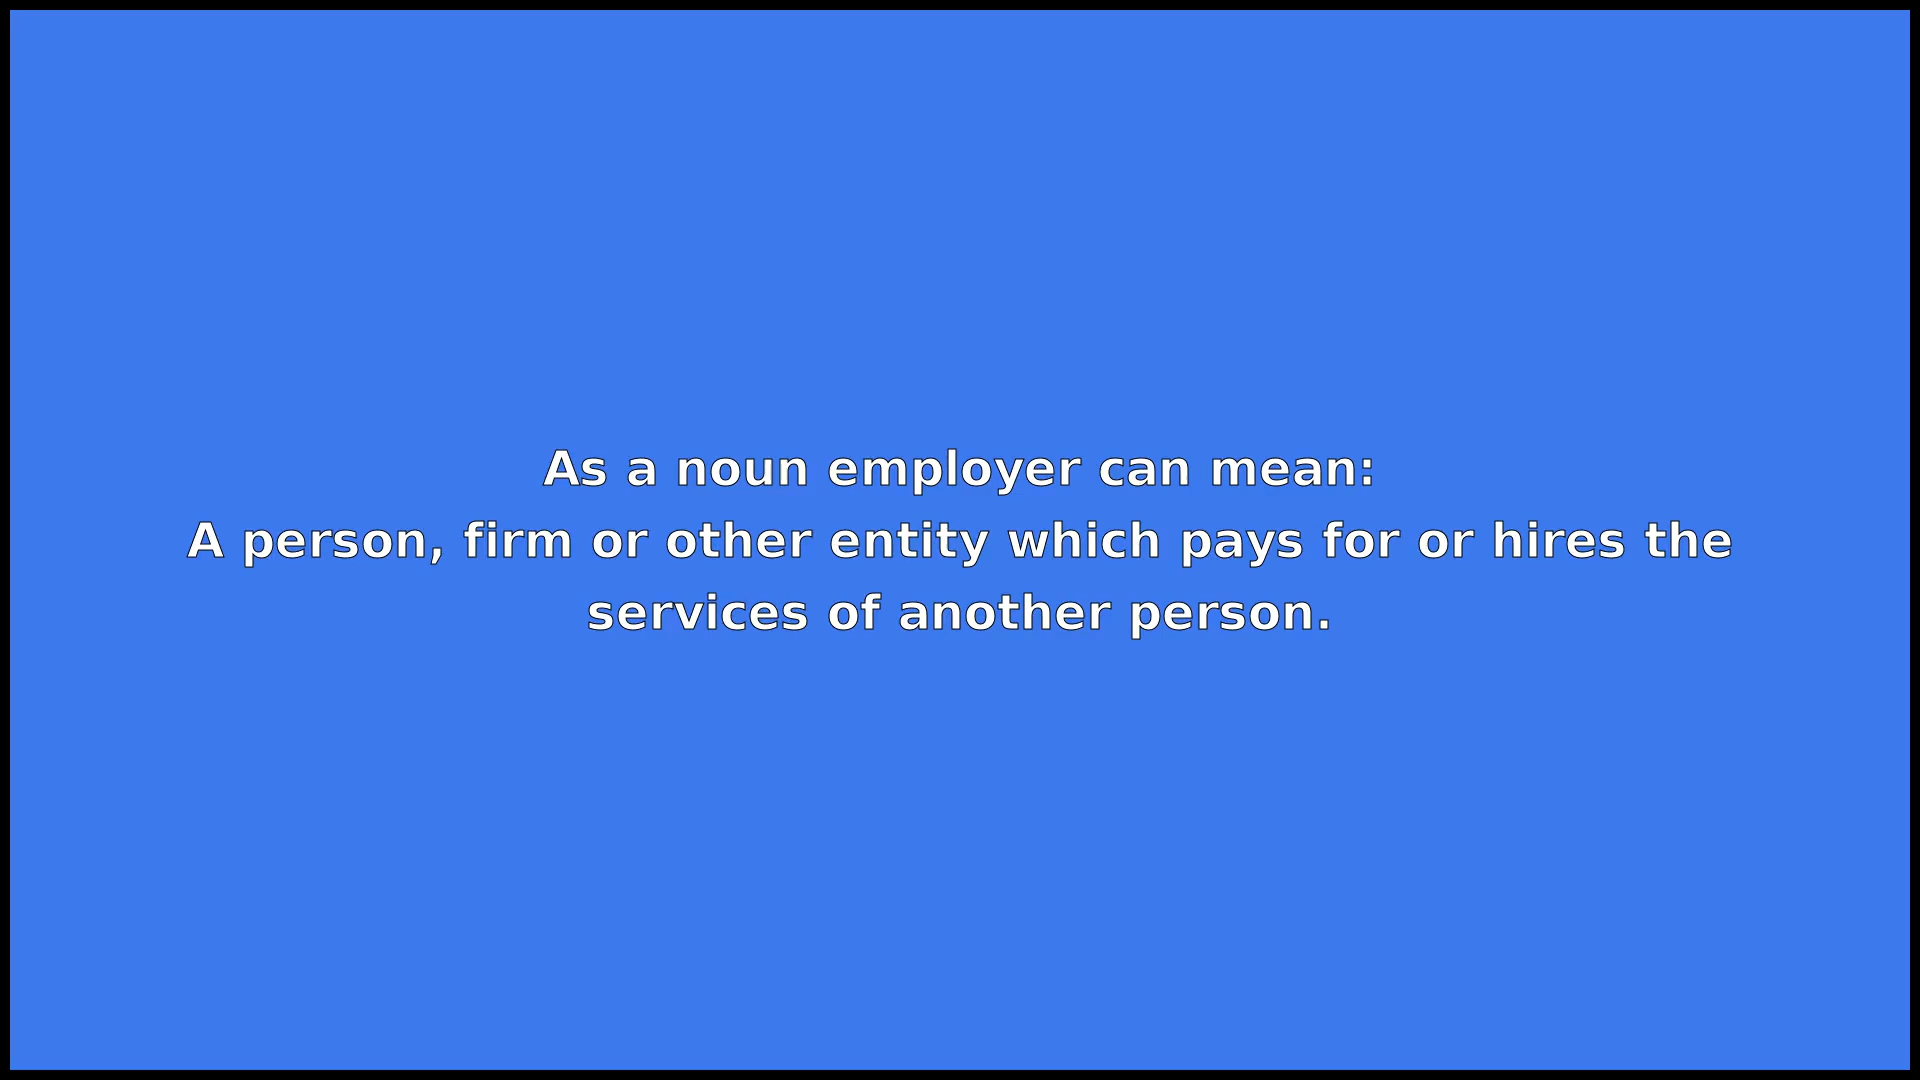 As a noun employer can mean:
A person, firm or other entity which pays for or hires the
services of another person.